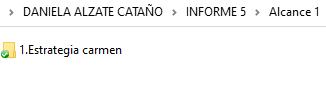 > DANIELA ALZATE CATAÑO > INFORME 5 > Alcance 1
1.Estrategia carmen